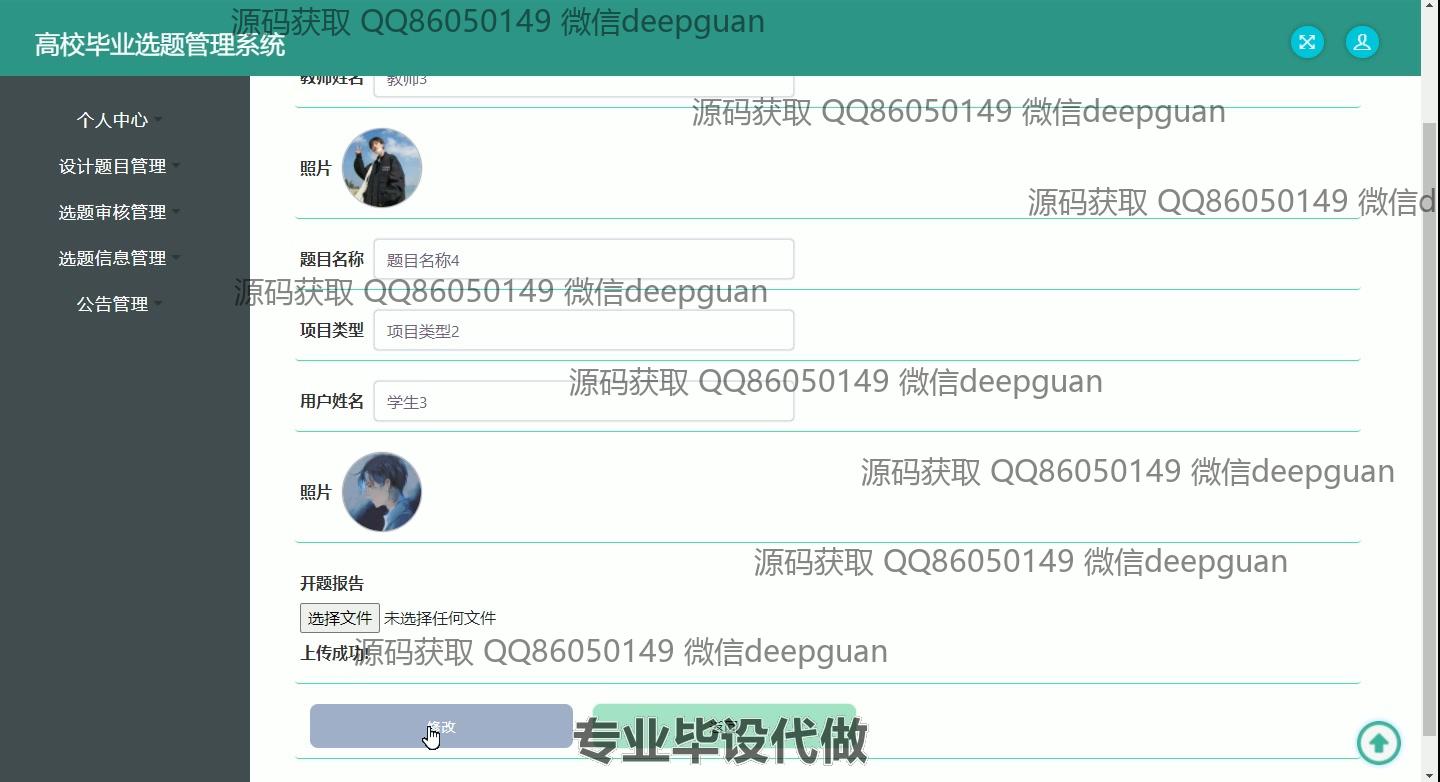 源码获取 QQ86050149 微信deepguan
高校毕业选题管理系统
教师姓名 教师3
源码获取 QQ86050149 微信deepguan
个人中心
设计题目管理
照片
选题审核管理
源码获取 QQ86050149 微信d
选题信息管理
题目名称 题目名称4
源码获取 QQ86050149 微信deepguan
公告管理
项目类型 项目类型2
源码获取 QQ86050149 微信deepguan
用户姓名 学生3
源码获取 QQ86050149 微信deepguan
照片
源码获取 QQ86050149 微信deepguan
开题报告
选择文件 未选择任何文件
上传成功!
源码获取 QQ86050149 微信deepguan
修改
专业毕设代做